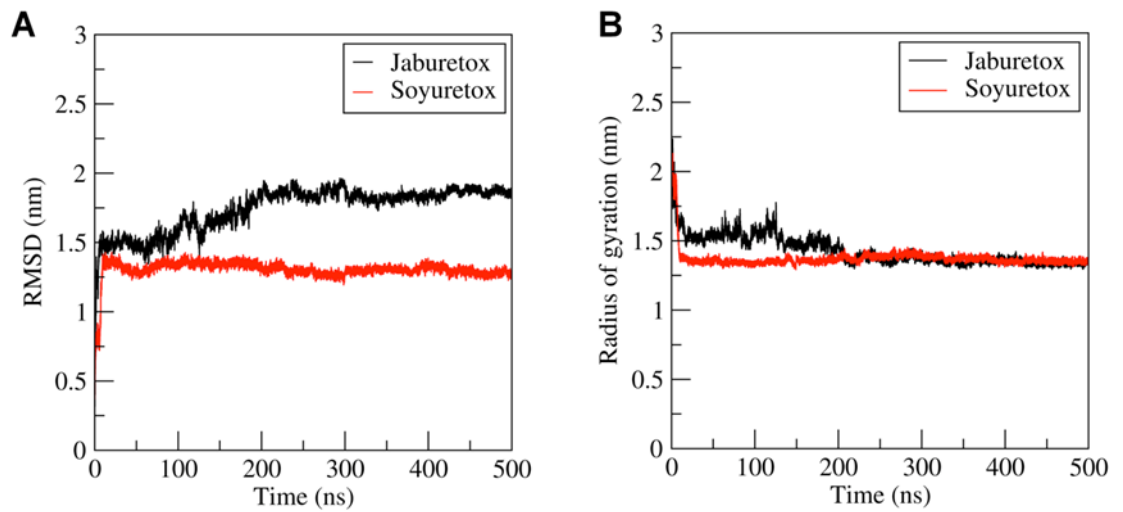 A
3
2.5
2
1.5
1
0.5
0
RMSD (nm)
Jaburetox
Soyuretox
0 100 200 300 400 500
Time (ns)
B
3
2.5
2
1.5
1
0.5
0
Radius of gyration (nm)
Jaburetox
Soyuretox
0 100 200 300 400 500
Time (ns)